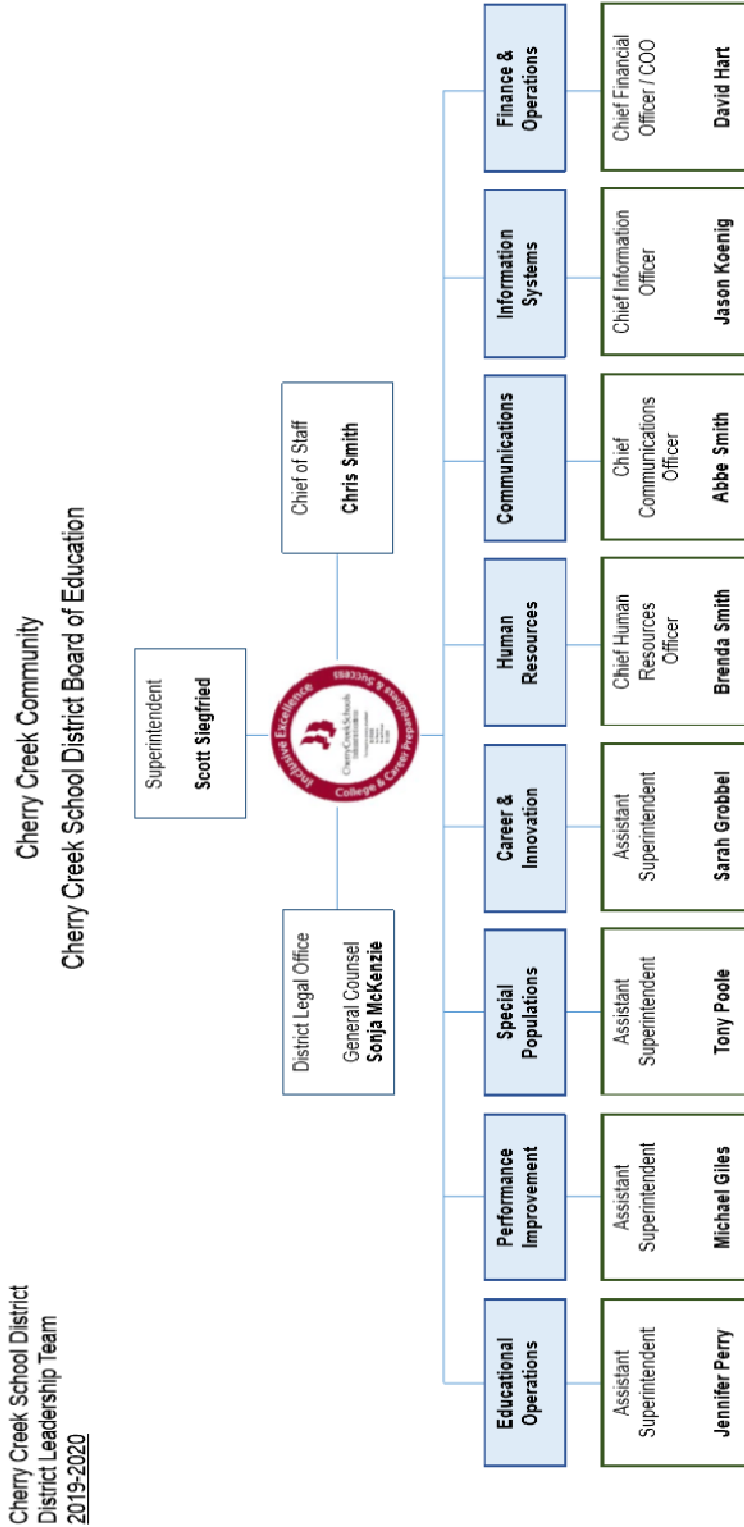 Cherry Creek School District
District Leadership Team
2019-2020
Cherry Creek Community
Cherry Creek School District Board of Education
Superintendent
Scott Siegfried
District Legal Office
General Counsel
Sonja McKenzie
Inclusive Excellence
CherryCreekSchools
College & Career Preparedness & Success
Chief of Staff
Chris Smith
Educational
Operations
Performance
Improvement
Special
Populations
Career &
Innovation
Human
Resources
Communications
Information
Systems
Finance &
Operations
Assistant
Superintendent
Jennifer Perry
Assistant
Superintendent
Michael Giles
Assistant
Superintendent
Tony Poole
Assistant
Superintendent
Sarah Grobbel
Chief Human
Resources
Officer
Brenda Smith
Chief
Communications
Officer
Abbe Smith
Chief Information
Officer
Jason Koenig
Chief Financial
Officer / COO
David Hart